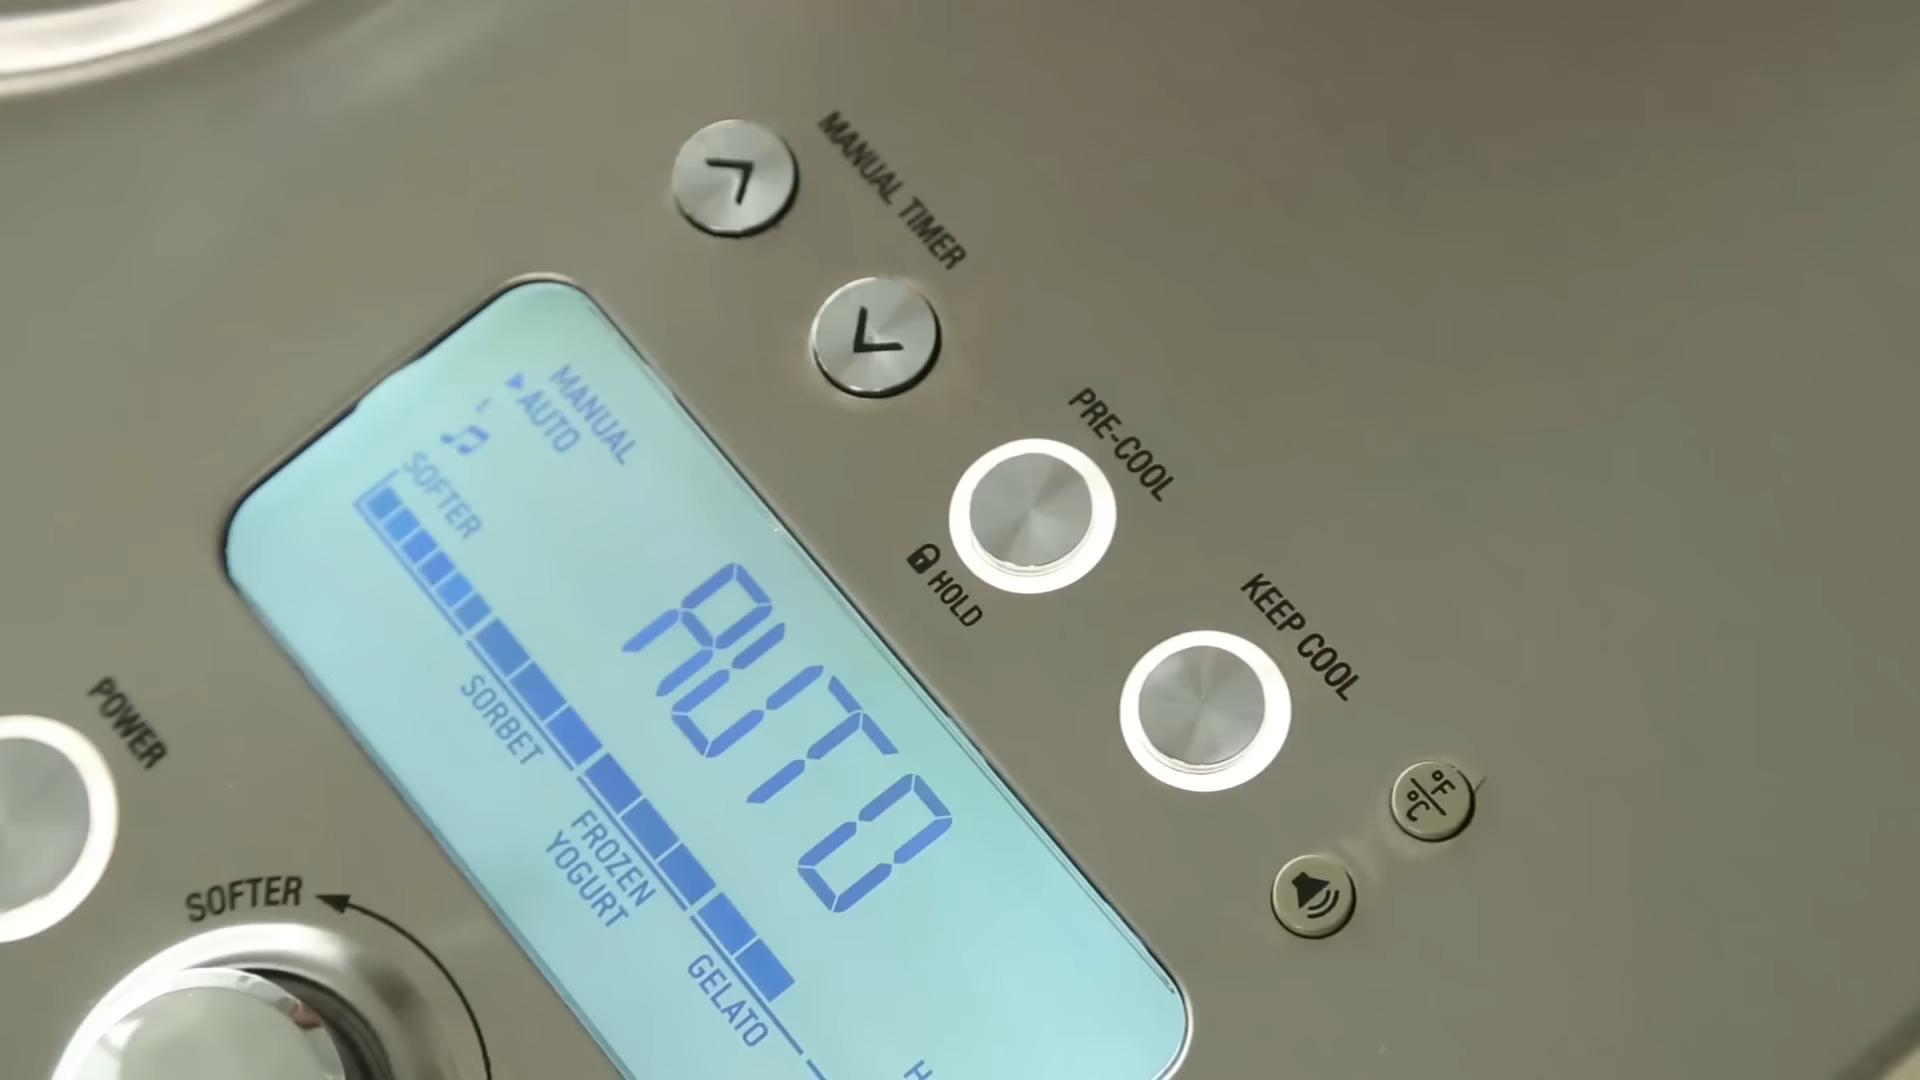 MANUAL TIMER
PRE-COOL
HOLD
KEEP COOL
°F
°C
MANUAL
AUTO
SOFTER
AUTO
SORBET
FROZEN
YOGURT
GELATO
POWER
SOFTER